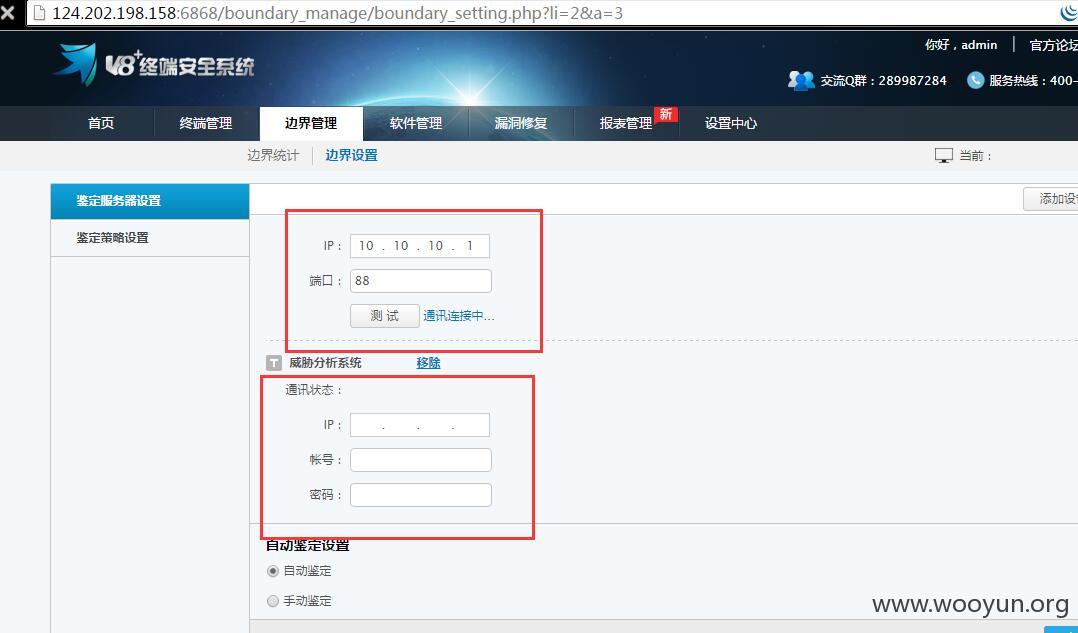 124.202.198.158:6868/boundary_manage/boundary_setting.php?li=2&a=3
V8+终端安全系统
你好，admin | 官方论坛
交流Q群：289987284 服务热线：400-
首页 终端管理 边界管理 软件管理 漏洞修复 报表管理 新 设置中心
边界统计 边界设置 当前：
鉴定服务器设置
鉴定策略设置
添加设
IP： 10 . 10 . 10 . 1
端口： 88
测 试 通讯连接中...
T 威胁分析系统 移除
通讯状态：
IP： . . .
帐号：
密码：
自动鉴定设置
自动鉴定
手动鉴定
www.wooyun.org